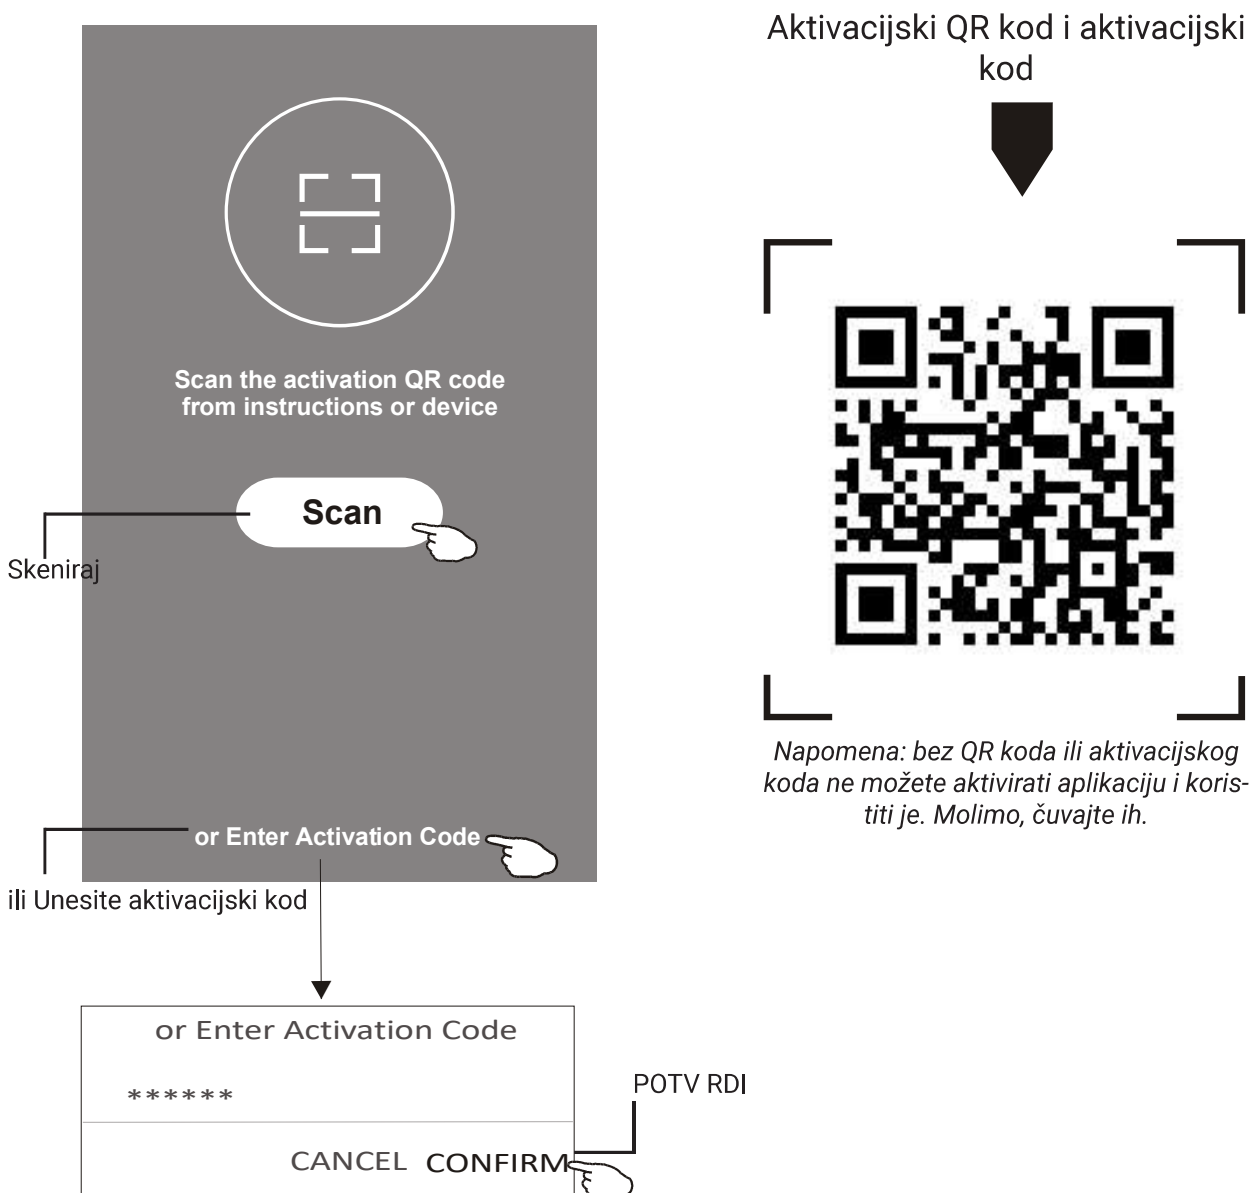 Aktivacijski QR kod i aktivacijski
kod
Scan the activation QR code
from instructions or device
Scan
Skeniraj
or Enter Activation Code
ili Unesite aktivacijski kod
Napomena: bez QR koda ili aktivacijskog
koda ne možete aktivirati aplikaciju i koris-
titi je. Molimo, čuvajte ih.
or Enter Activation Code
******
POTV RDI
CANCEL CONFIRM